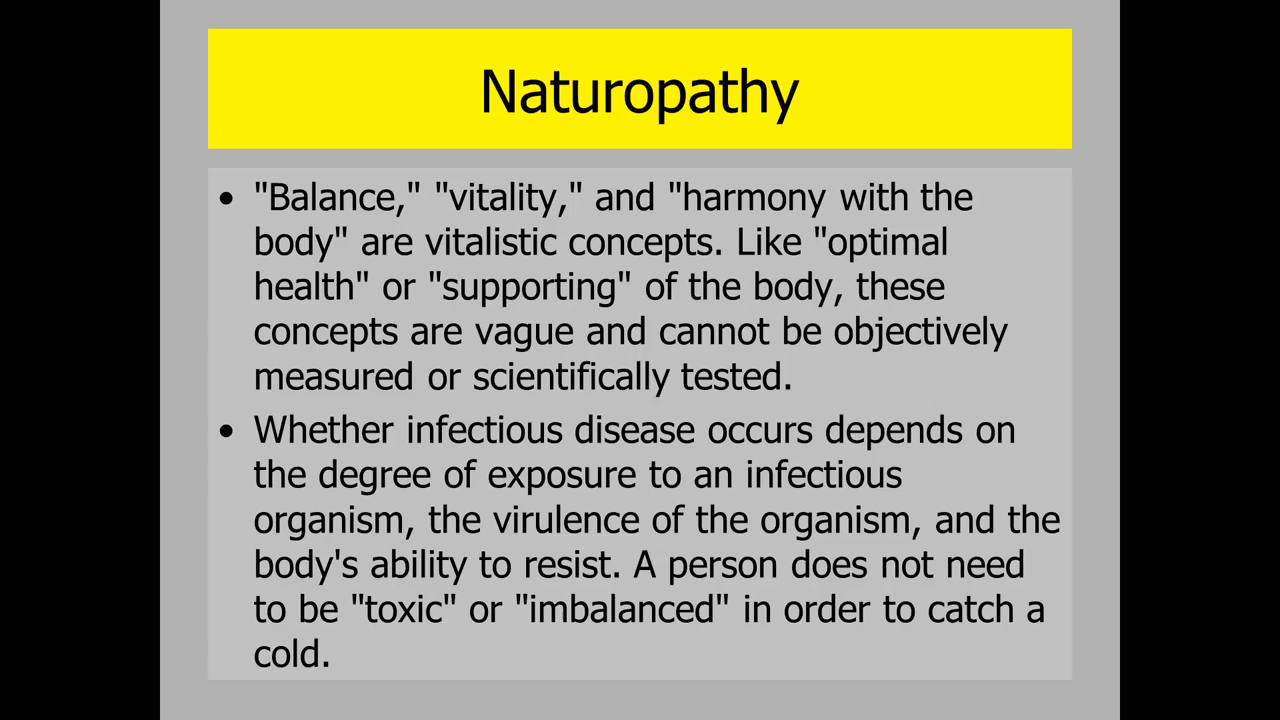 Naturopathy
• "Balance," "vitality," and "harmony with the
body" are vitalistic concepts. Like "optimal
health" or "supporting" of the body, these
concepts are vague and cannot be objectively
measured or scientifically tested.
• Whether infectious disease occurs depends on
the degree of exposure to an infectious
organism, the virulence of the organism, and the
body's ability to resist. A person does not need
to be "toxic" or "imbalanced" in order to catch a
cold.